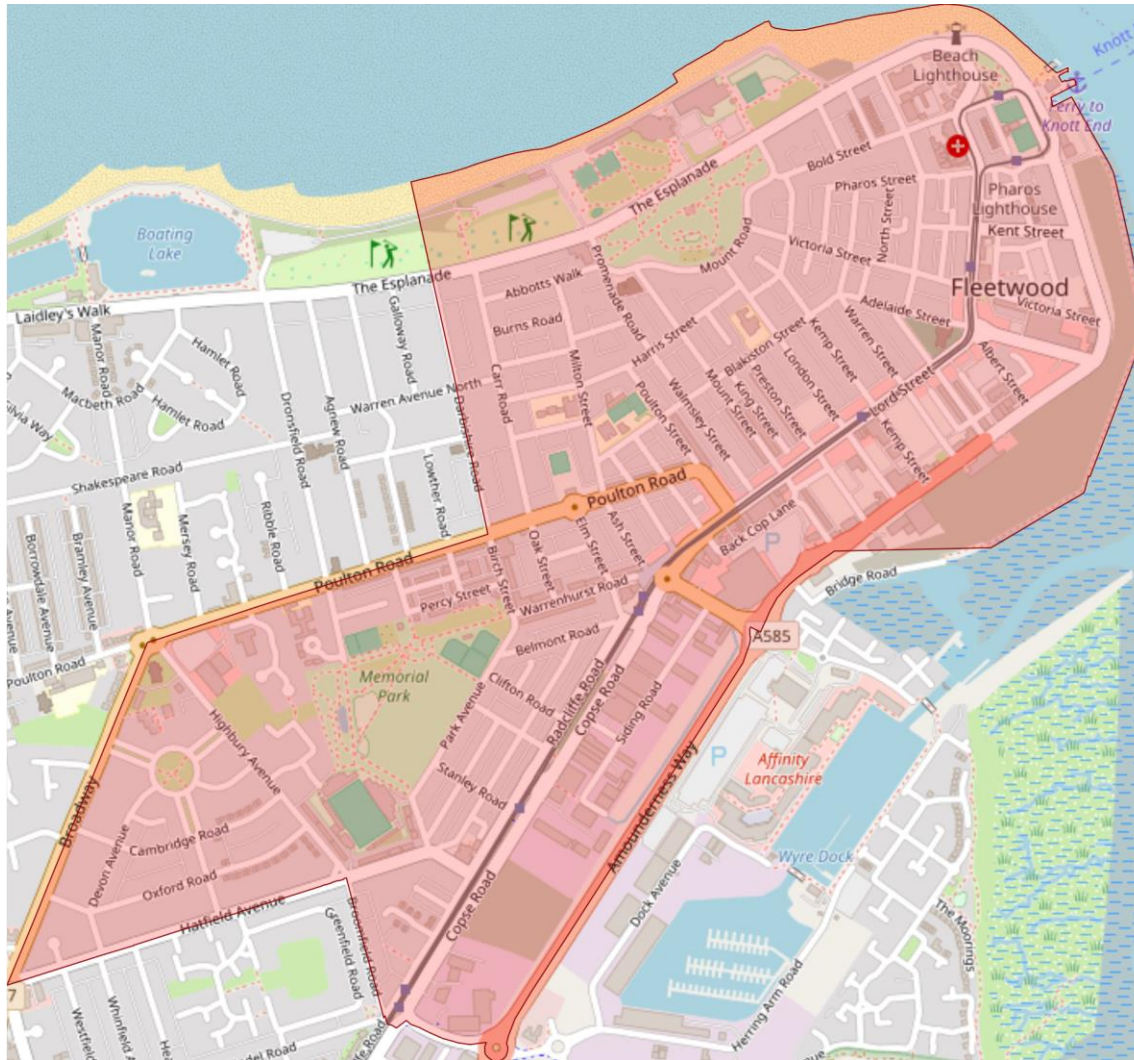 Knott
Beach
Lighthouse
Ferry to
Knott End
Bold Street
Pharos Street
The Esplanade
North Street
Pharos
Lighthouse
Kent Street
Boating
Lake
Mount Road
Victoria Street
Promenade Road
The Esplanade
Abbotts Walk
Fleetwood
Laidley's Walk
Galloway Road
Burns Road
Adelaide Street
Victoria Street
Manor Road
Hamlet Road
Harris Street
Blakiston Street
Kemp Street
Warren Street
Albert Street
Milton Street
Carr Road
Warren Avenue North
Macbeth Road
Hamlet Road
Dronsfield Road
Agnew Road
Darbishire Road
Poulton Street
Walmsley Street
Mount Street
King Street
Preston Street
London Street
Lord Street
Kemp Street
Silvia Way
Shakespeare Road
Lowther Road
Manor Road
Mersey Road
Ribble Road
Poulton Road
Back Cop Lane
P
Borrowdale Avenue
Bramley Avenue
Poulton Road
Birch Street
Oak Street
Elm Street
Ash Street
Percy Street
Warrenhurst Road
Bridge Road
A585
Belmont Road
Poulton Road
Memorial
Park
Park Avenue
Clifton Road
Radcliffe Road
Copse Road
Siding Road
Highbury Avenue
P
Affinity
Lancashire
Amounderness Way
Stanley Road
Broadway
Cambridge Road
Devon Avenue
Oxford Road
Wyre Dock
Dock Avenue
Hatfield Avenue
Greenfield Road
Broomfield Road
Copse Road
The Moorings
Herring Arm Road
7